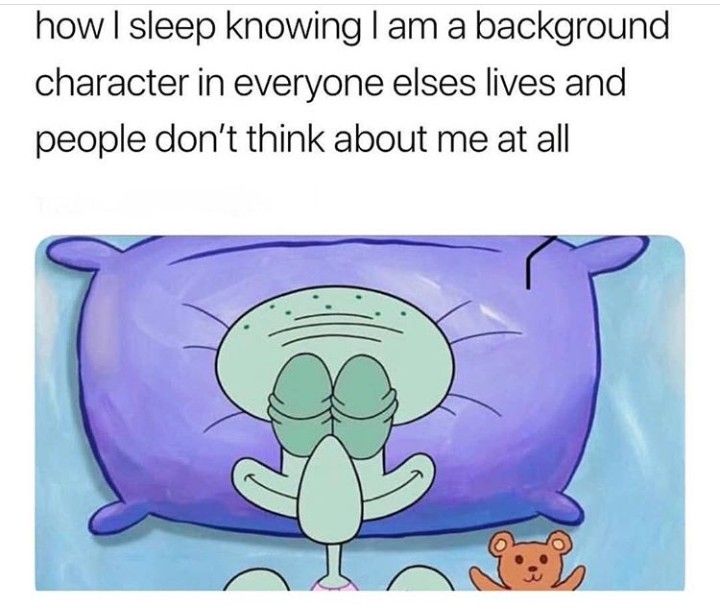 how I sleep knowing I am a background
character in everyone elses lives and
people don't think about me at all